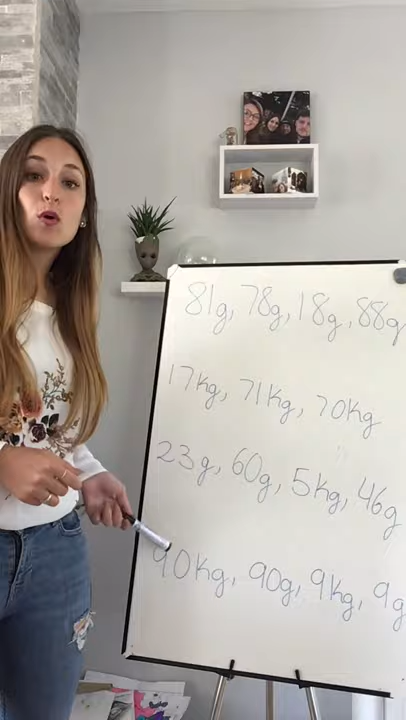 81g, 78g, 18g, 88g
17kg, 71kg, 70kg
23g, 60g, 5kg, 46g
90kg, 90g, 9kg, 9g